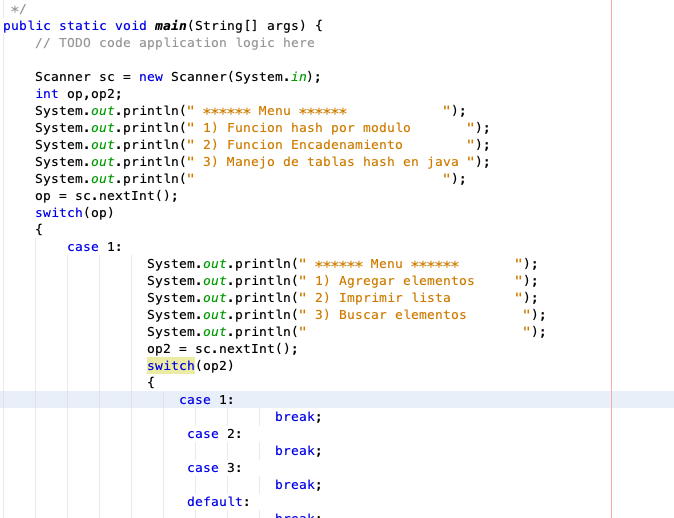 */
public static void main(String[] args) {
// TODO code application logic here
Scanner sc = new Scanner(System.in);
int op,op2;
System.out.println(" ****** Menu ****** ");
System.out.println(" 1) Funcion hash por modulo ");
System.out.println(" 2) Funcion Encadenamiento ");
System.out.println(" 3) Manejo de tablas hash en java ");
System.out.println(" ");
op = sc.nextInt();
switch(op)
{
case 1:
System.out.println(" ****** Menu ****** ");
System.out.println(" 1) Agregar elementos ");
System.out.println(" 2) Imprimir lista ");
System.out.println(" 3) Buscar elementos ");
System.out.println(" ");
op2 = sc.nextInt();
switch(op2)
{
case 1:
break;
case 2:
break;
case 3:
break;
default:
break;